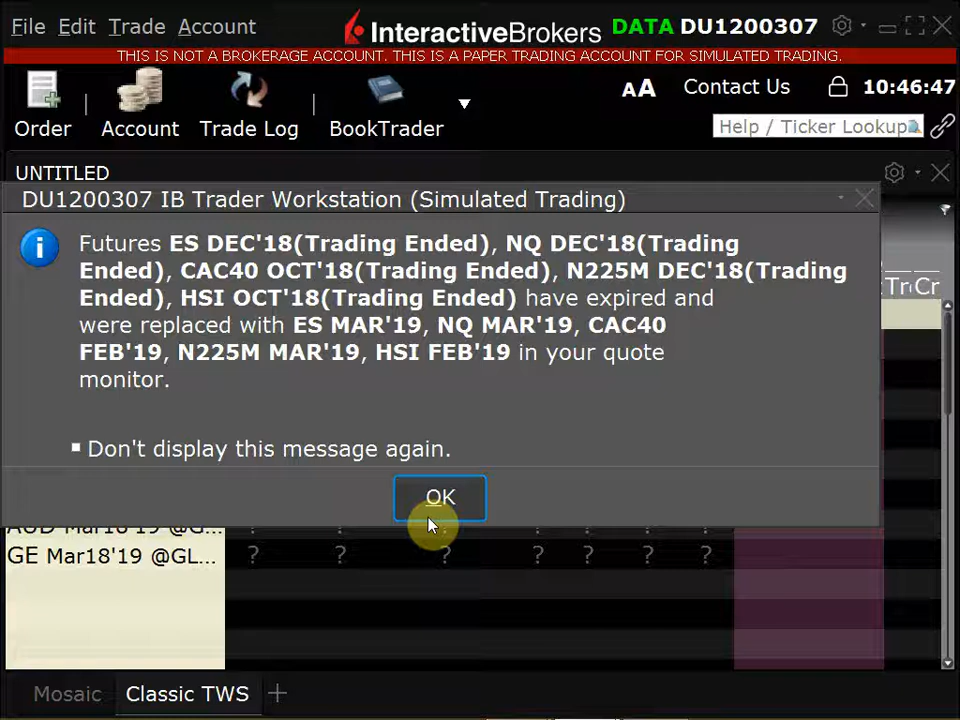 File Edit Trade Account InteractiveBrokers DATA DU1200307
THIS IS NOT A BROKERAGE ACCOUNT. THIS IS A PAPER TRADING ACCOUNT FOR SIMULATED TRADING.
AA Contact Us 10:46:47
Order Account Trade Log BookTrader
Help / Ticker Lookup
UNTITLED
DU1200307 IB Trader Workstation (Simulated Trading)
Futures ES DEC'18(Trading Ended), NQ DEC'18(Trading
Ended), CAC40 OCT'18(Trading Ended), N225M DEC'18(Trading
Ended), HSI OCT'18(Trading Ended) have expired and
were replaced with ES MAR'19, NQ MAR'19, CAC40
FEB'19, N225M MAR'19, HSI FEB'19 in your quote
monitor.
Tr Cr
Don't display this message again.
OK
GE Mar18'19 @GL... ? ? ? ? ? ? ?
Mosaic Classic TWS +